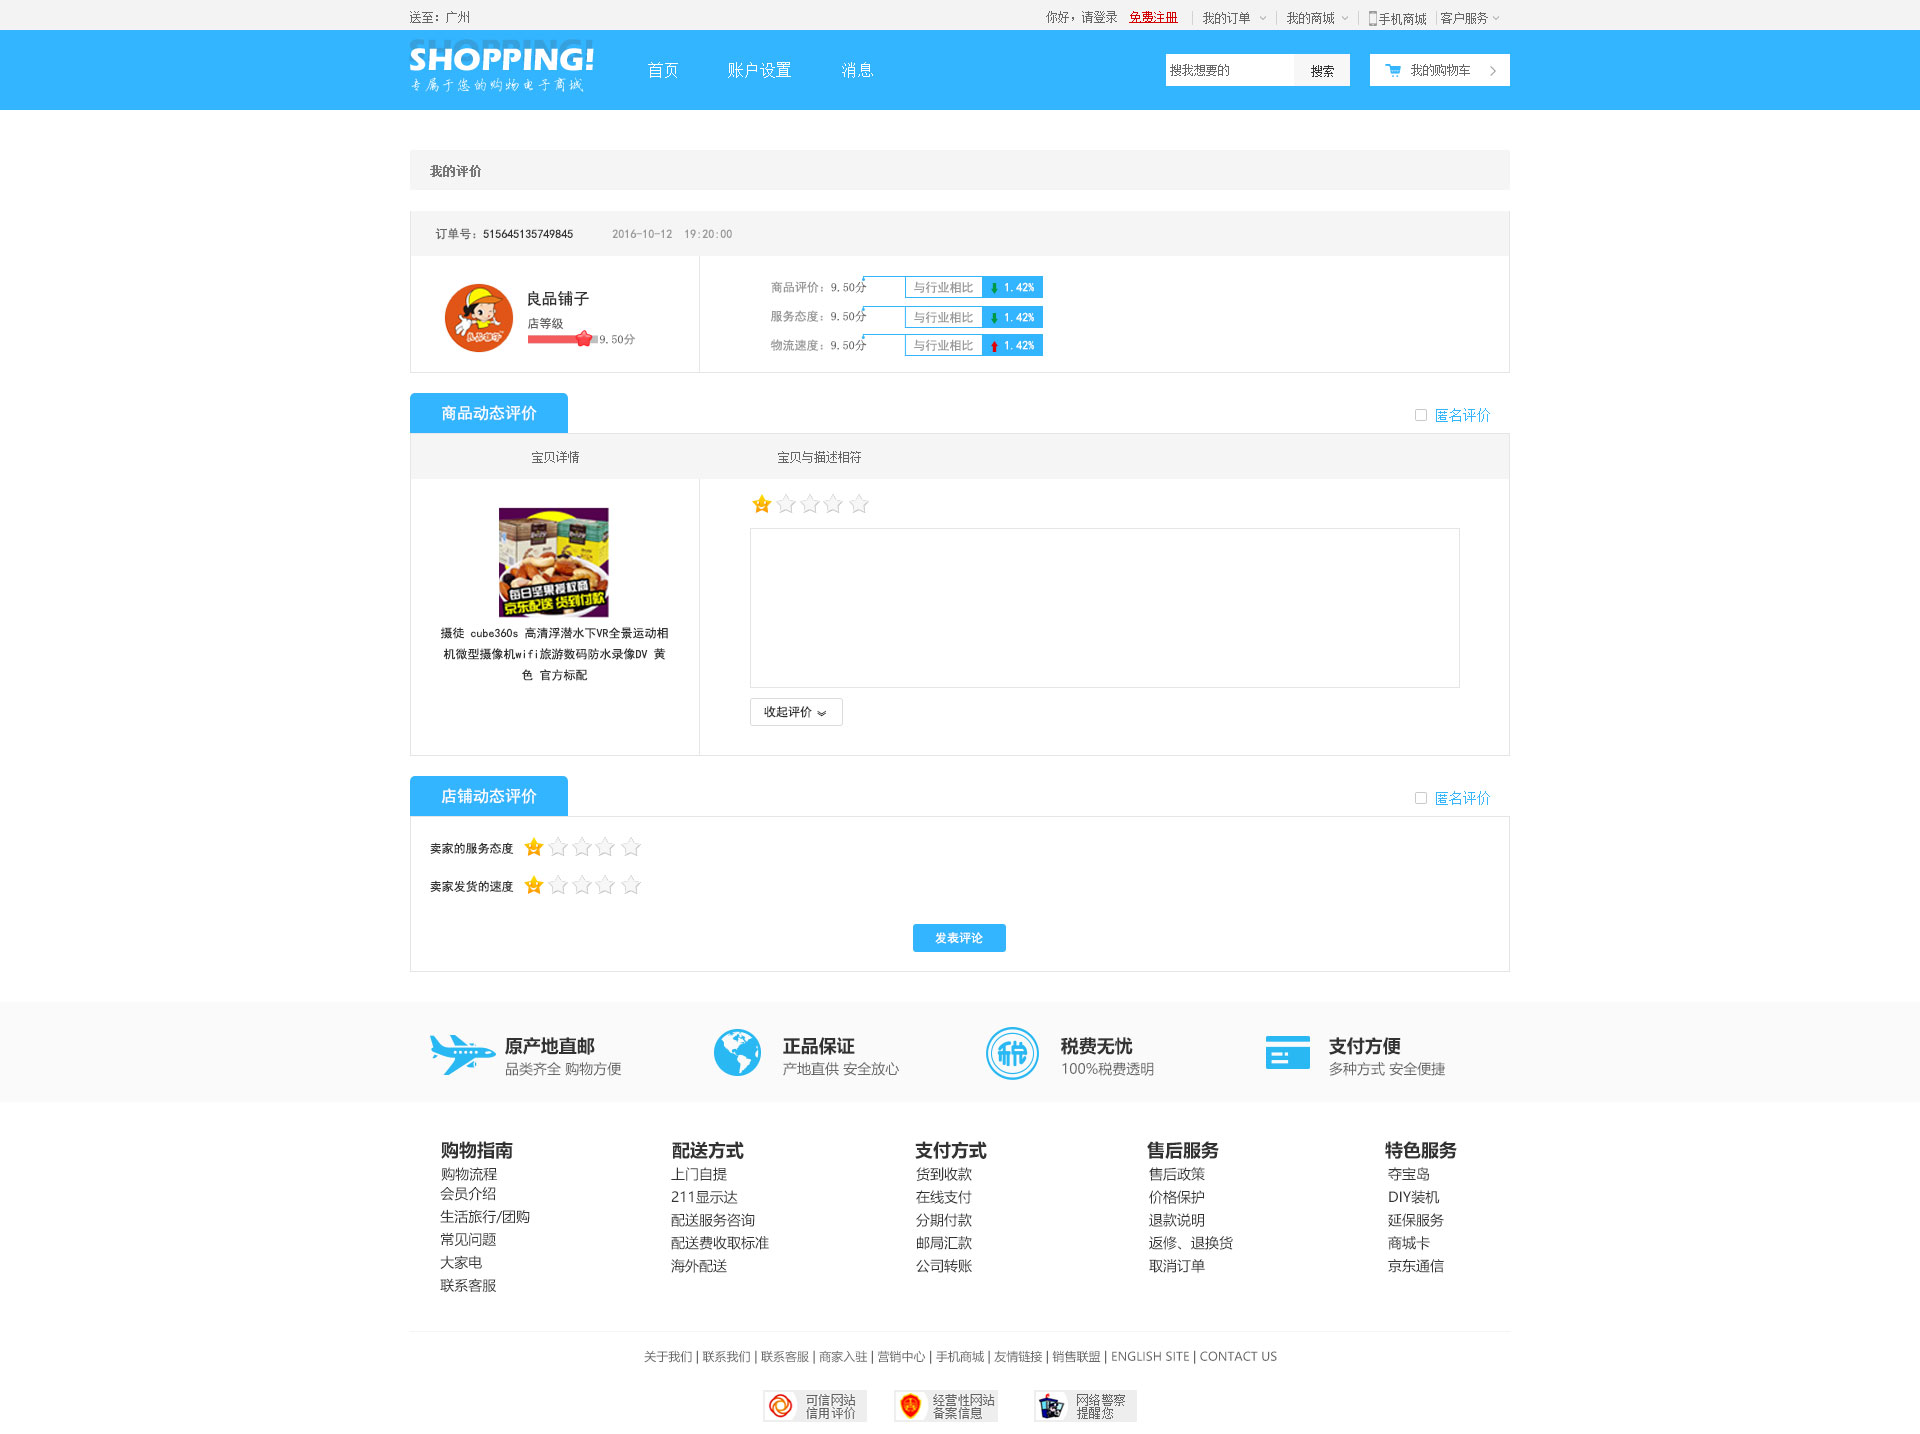 送至：广州
你好，请登录 免费注册 我的订单 我的商城 手机商城 客户服务
SHOPPING!
专属于您的购物电子商城
首页 账户设置 消息
搜我想要的 搜索
我的购物车
我的评价
订单号：515645135749845 2016-10-12 19:20:00
良品铺子
店等级
9.50分
商品评价：9.50分 与行业相比 1.42%
服务态度：9.50分 与行业相比 1.42%
物流速度：9.50分 与行业相比 1.42%
商品动态评价
匿名评价
宝贝详情 宝贝与描述相符
每日坚果授权商
京东配送 货到付款
摄徒 cube360s 高清浮潜水下VR全景运动相
机微型摄像机wifi旅游数码防水录像DV 黄
色 官方标配
收起评价
店铺动态评价
匿名评价
卖家的服务态度
卖家发货的速度
发表评论
原产地直邮
品类齐全 购物方便
正品保证
产地直供 安全放心
税
税费无忧
100%税费透明
支付方便
多种方式 安全便捷
购物指南
购物流程
会员介绍
生活旅行/团购
常见问题
大家电
联系客服
配送方式
上门自提
211显示达
配送服务咨询
配送费收取标准
海外配送
支付方式
货到收款
在线支付
分期付款
邮局汇款
公司转账
售后服务
售后政策
价格保护
退款说明
返修、退换货
取消订单
特色服务
夺宝岛
DIY装机
延保服务
商城卡
京东通信
关于我们 | 联系我们 | 联系客服 | 商家入驻 | 营销中心 | 手机商城 | 友情链接 | 销售联盟 | ENGLISH SITE | CONTACT US
可信网站
信用评价
经营性网站
备案信息
网络警察
提醒您